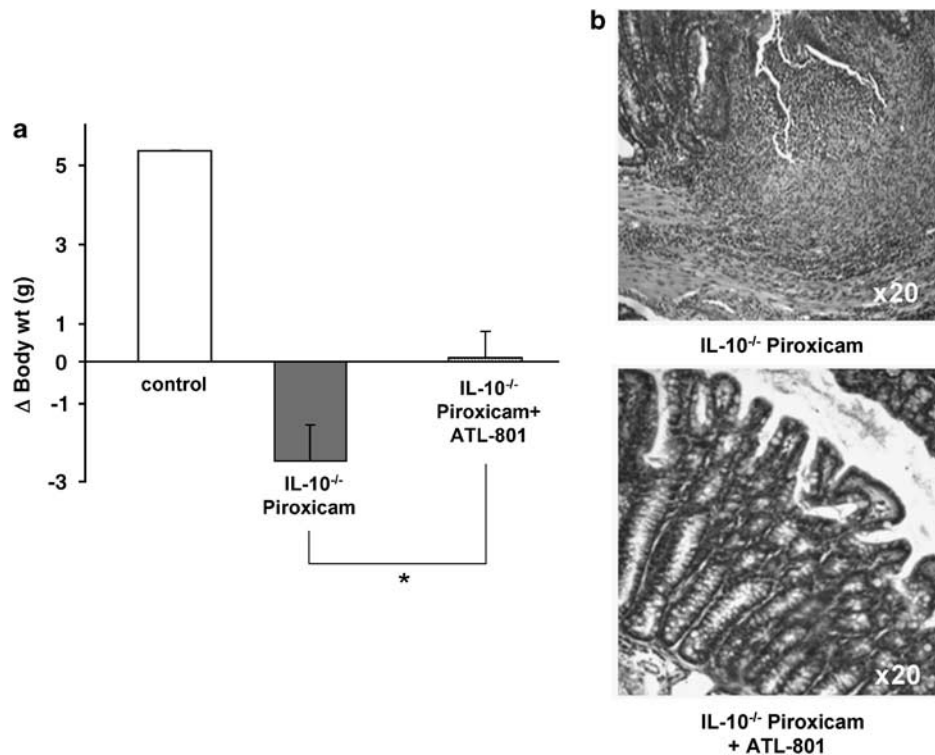 a
Δ Body wt (g)
5
3
1
0
-1
-3
control
IL-10-/-
Piroxicam
IL-10-/-
Piroxicam+
ATL-801
*
b
x20
IL-10-/- Piroxicam
x20
IL-10-/- Piroxicam
+ ATL-801